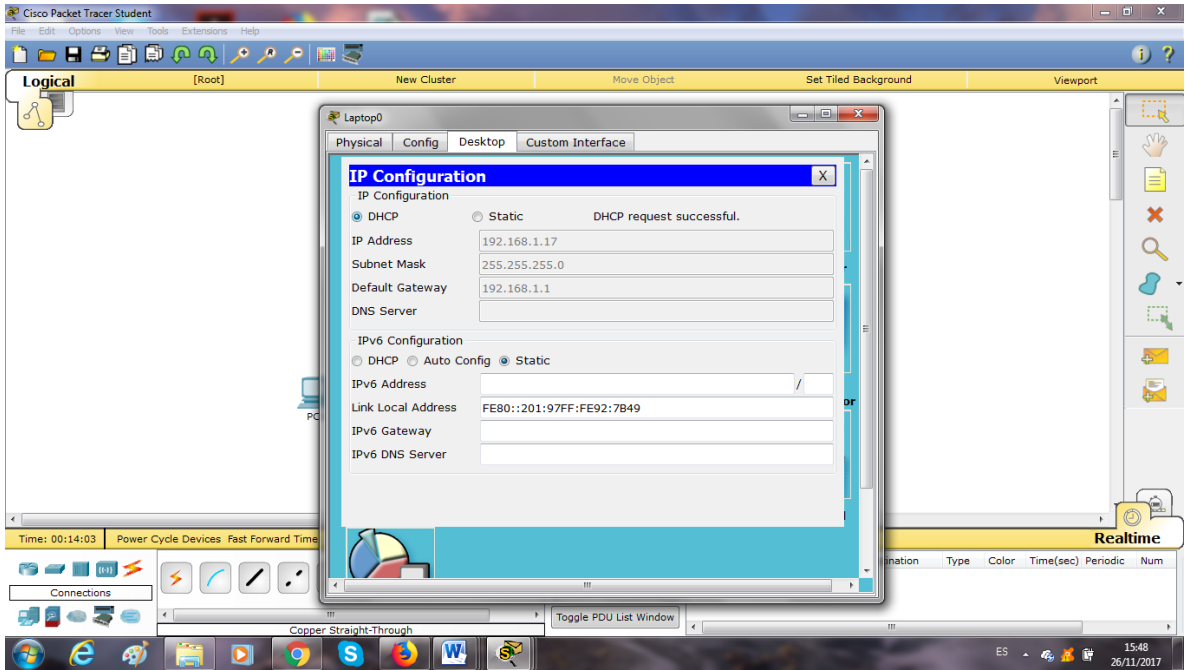 Cisco Packet Tracer Student
File Edit Options View Tools Extensions Help
Logical [Root] New Cluster Move Object Set Tiled Background Viewport
Laptop0
Physical Config Desktop Custom Interface
IP Configuration X
IP Configuration
DHCP Static DHCP request successful.
IP Address 192.168.1.17
Subnet Mask 255.255.255.0
Default Gateway 192.168.1.1
DNS Server
IPv6 Configuration
DHCP Auto Config Static
IPv6 Address /
Link Local Address FE80::201:97FF:FE92:7B49
IPv6 Gateway
IPv6 DNS Server
PC
or
Time: 00:14:03 Power Cycle Devices Fast Forward Time
Realtime
Connections
ination Type Color Time(sec) Periodic Num
Toggle PDU List Window
Copper Straight-Through
ES 15:48
26/11/2017